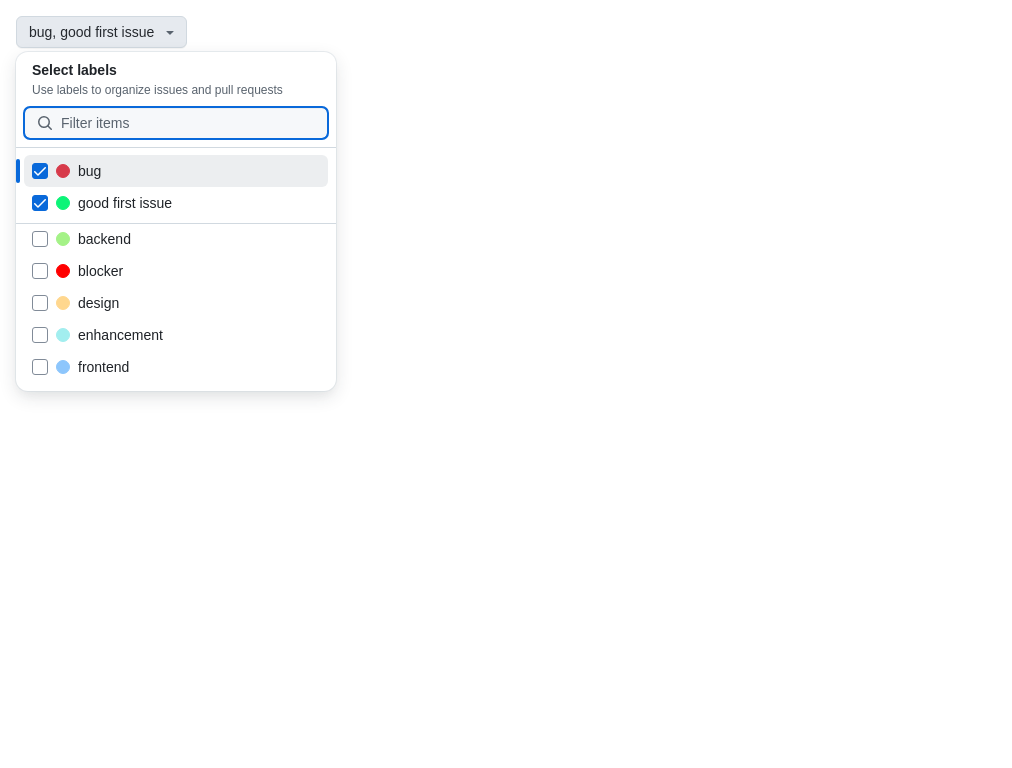 bug, good first issue
Select labels
Use labels to organize issues and pull requests
Filter items
bug
good first issue
backend
blocker
design
enhancement
frontend